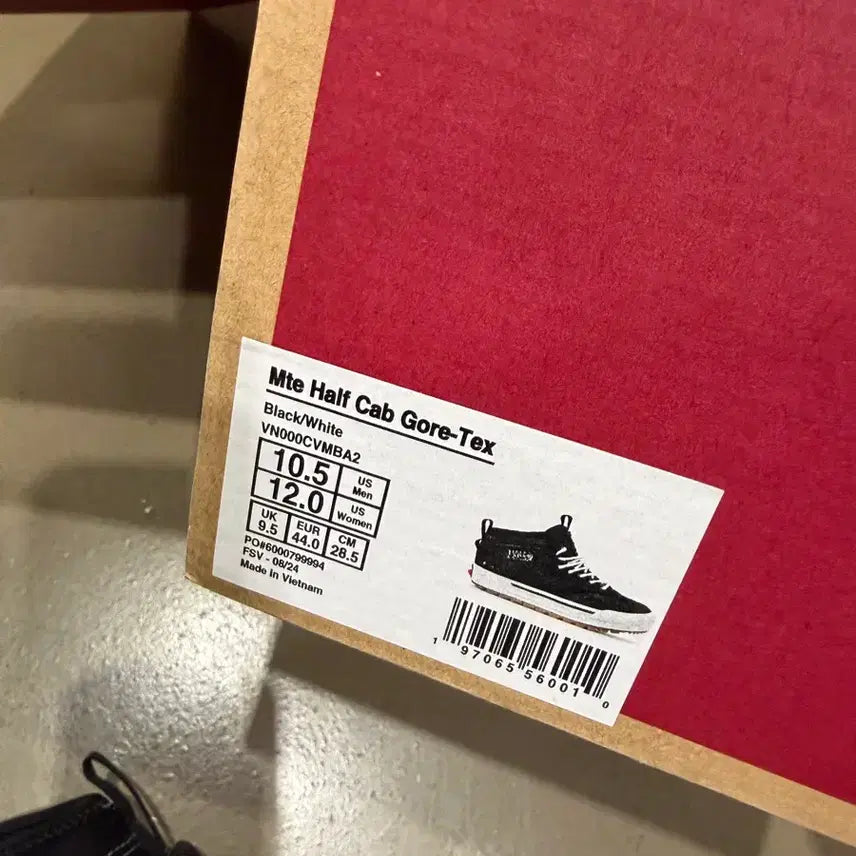 Mte Half Cab Gore-Tex
Black/White
VN000CVMBA2
10.5 US Men
12.0 US Women
UK 9.5 EUR 44.0 CM 28.5
PO#6000799994
FSV - 08/24
Made in Vietnam
1 97065 56001 0